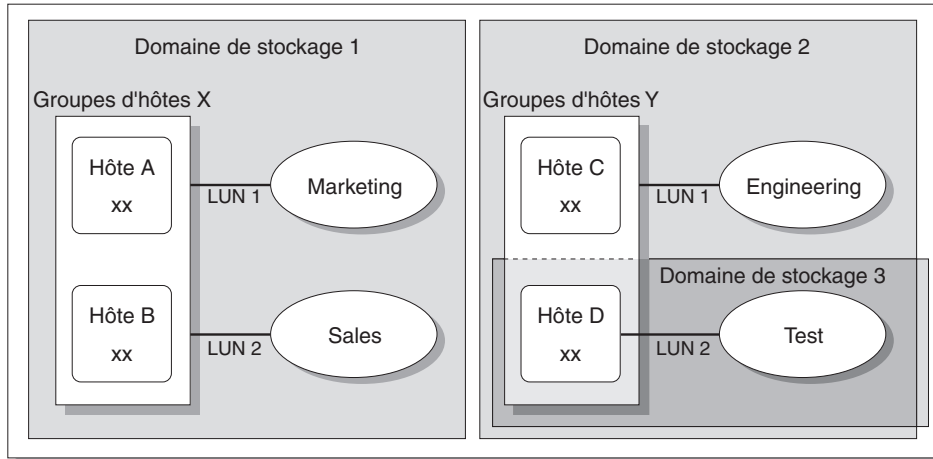 Domaine de stockage 1
Groupes d'hôtes X
Hôte A
xx
LUN 1
Marketing
Hôte B
xx
LUN 2
Sales
Domaine de stockage 2
Groupes d'hôtes Y
Hôte C
xx
LUN 1
Engineering
Domaine de stockage 3
Hôte D
xx
LUN 2
Test